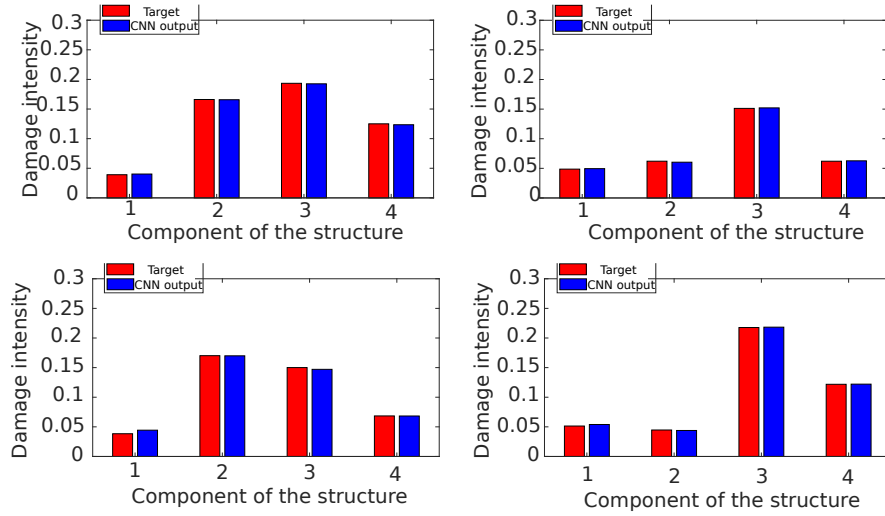 0.3
0.25
0.2
0.15
0.1
0.05
0
Damage intensity
Target
CNN output
1 2 3 4
Component of the structure
0.3
0.25
0.2
0.15
0.1
0.05
0
Damage intensity
Target
CNN output
1 2 3 4
Component of the structure
0.3
0.25
0.2
0.15
0.1
0.05
0
Damage intensity
Target
CNN output
1 2 3 4
Component of the structure
0.3
0.25
0.2
0.15
0.1
0.05
0
Damage intensity
Target
CNN output
1 2 3 4
Component of the structure